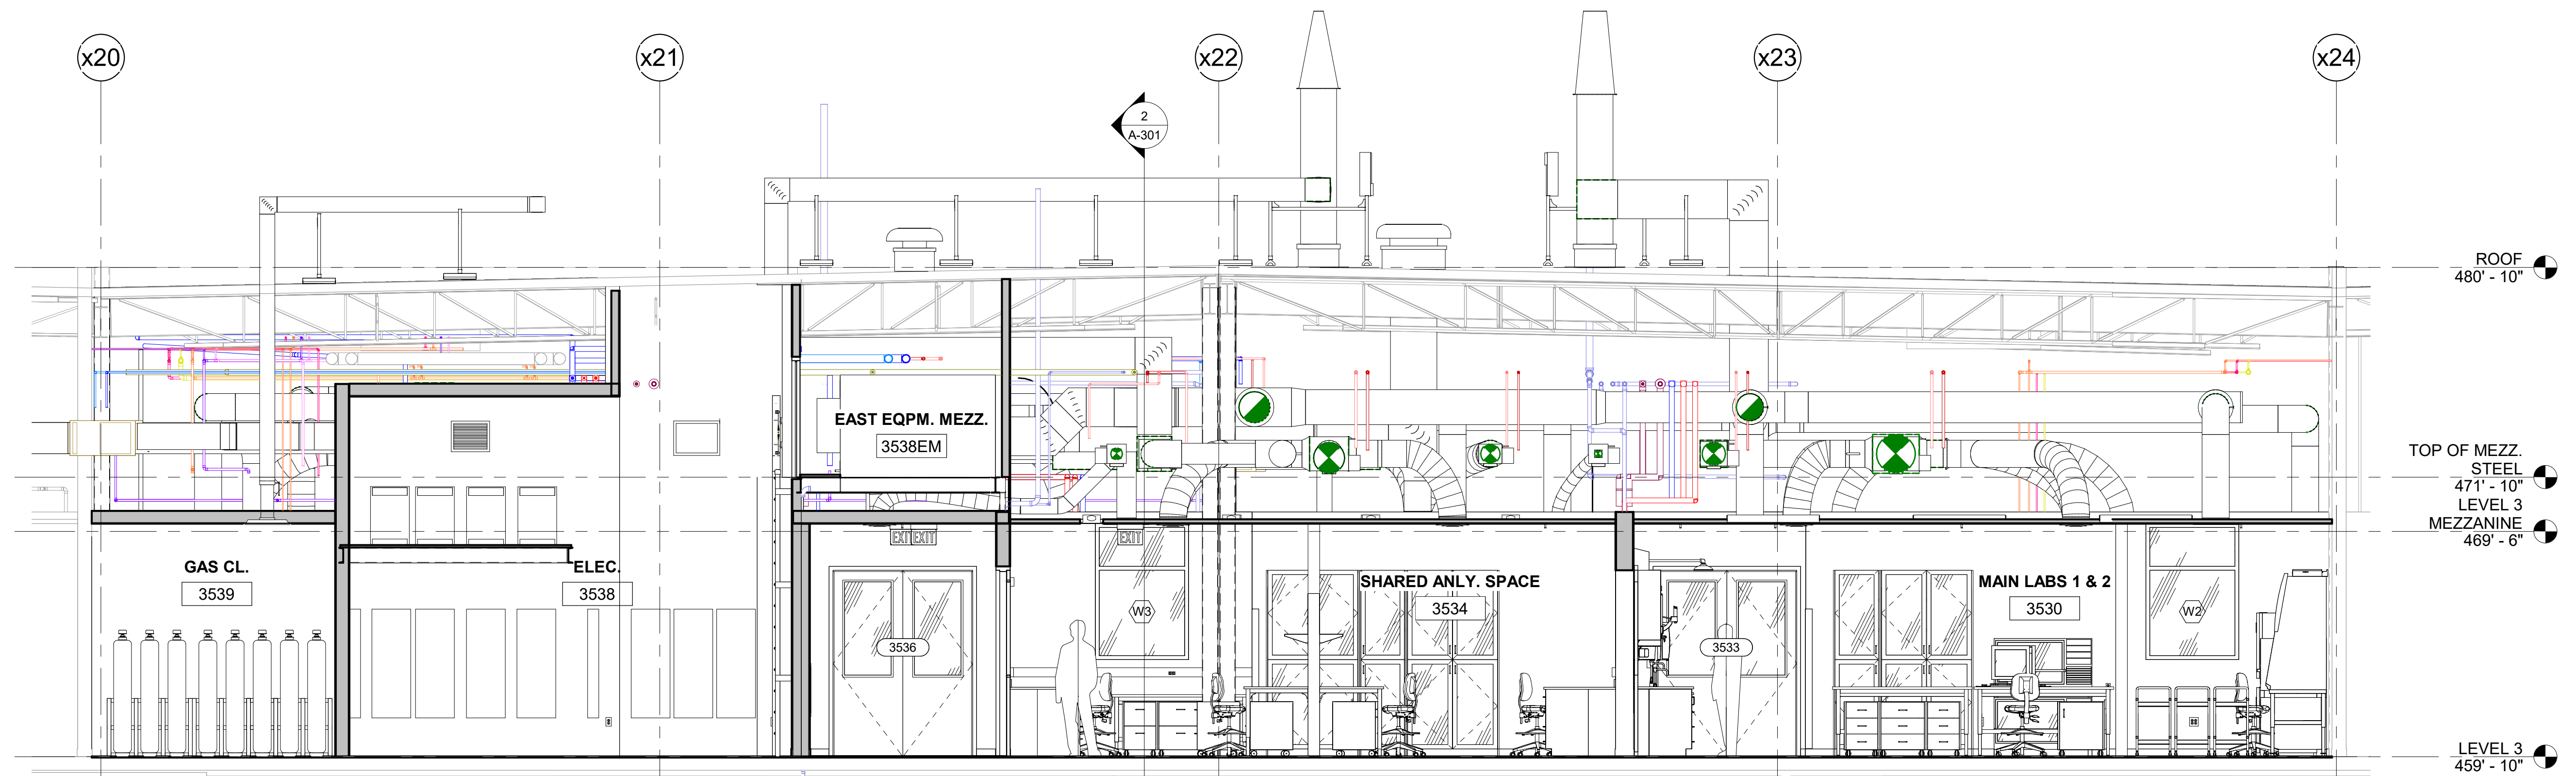 x20
x21
x22
x23
x24
2
A-301
ROOF
480' - 10"
EAST EQPM. MEZZ.
3538EM
TOP OF MEZZ.
STEEL
471' - 10"
LEVEL 3
MEZZANINE
469' - 6"
EXIT
EXIT
EXIT
GAS CL.
3539
ELEC.
3538
SHARED ANLY. SPACE
3534
MAIN LABS 1 & 2
3530
W3
W2
3536
3533
LEVEL 3
459' - 10"